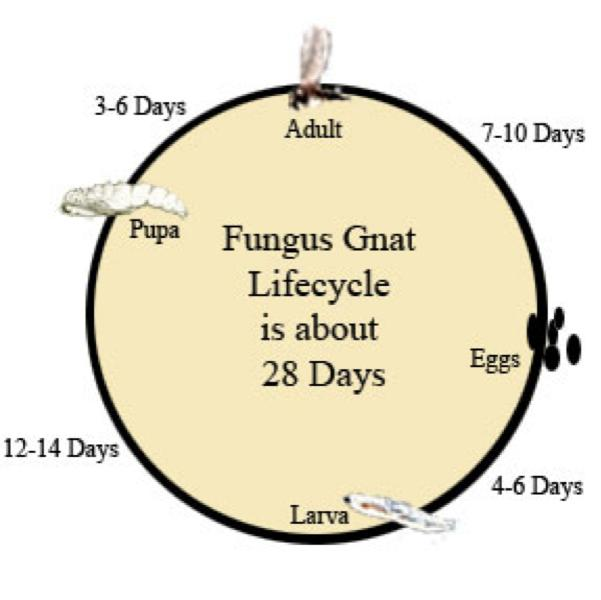 3-6 Days
Adult
7-10 Days
Pupa
Fungus Gnat
Lifecycle
is about
28 Days
Eggs
12-14 Days
4-6 Days
Larva